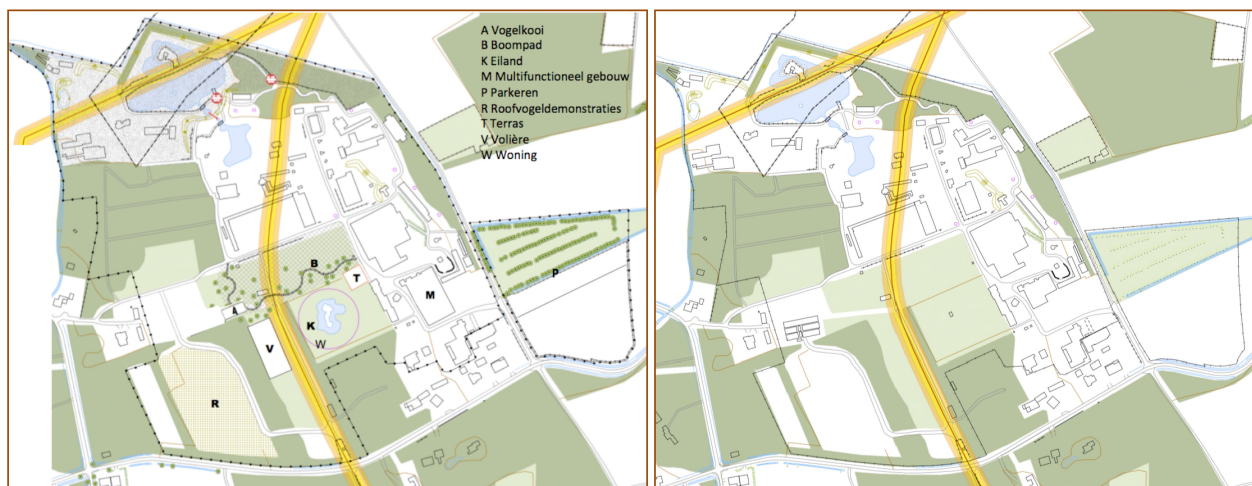 A Vogelkooi
B Boompad
K Eiland
M Multifunctioneel gebouw
P Parkeren
R Roofvogeldemonstraties
T Terras
V Volière
W Woning
B
T
P
A
M
K
V
W
R